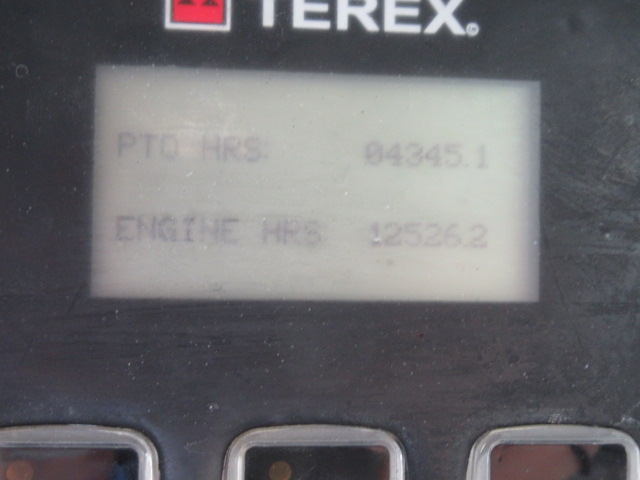 TEREX®
PTO HRS: 04345.1
ENGINE HRS: 12526.2